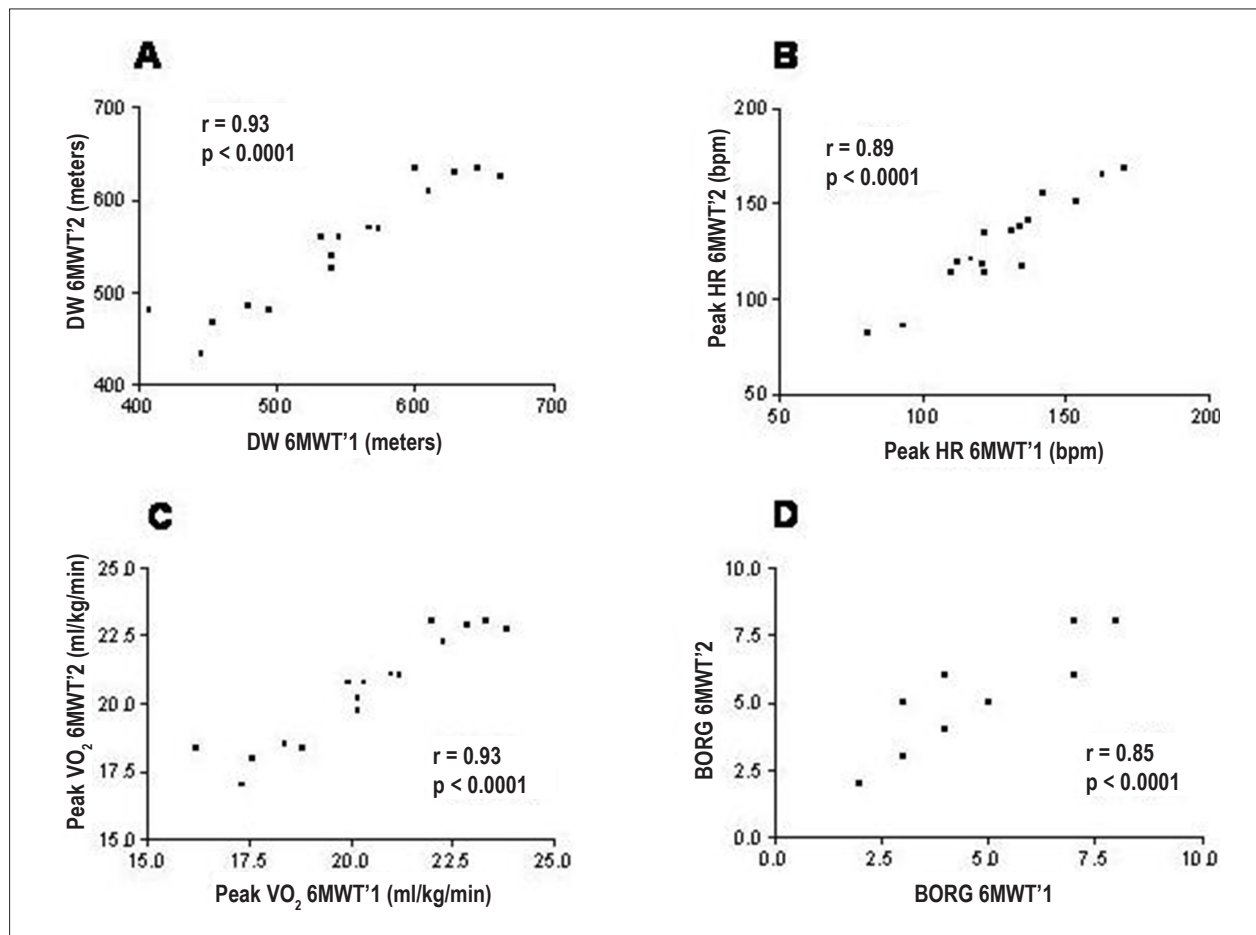 A
700
600
500
400
400
500
600
700
DW 6MWT’2 (meters)
DW 6MWT’1 (meters)
r = 0.93
p < 0.0001
B
200
150
100
50
50
100
150
200
Peak HR 6MWT’2 (bpm)
Peak HR 6MWT’1 (bpm)
r = 0.89
p < 0.0001
C
25.0
22.5
20.0
17.5
15.0
15.0
17.5
20.0
22.5
25.0
Peak VO₂ 6MWT’2 (ml/kg/min)
Peak VO₂ 6MWT’1 (ml/kg/min)
r = 0.93
p < 0.0001
D
10.0
7.5
5.0
2.5
0.0
0.0
2.5
5.0
7.5
10.0
BORG 6MWT’2
BORG 6MWT’1
r = 0.85
p < 0.0001